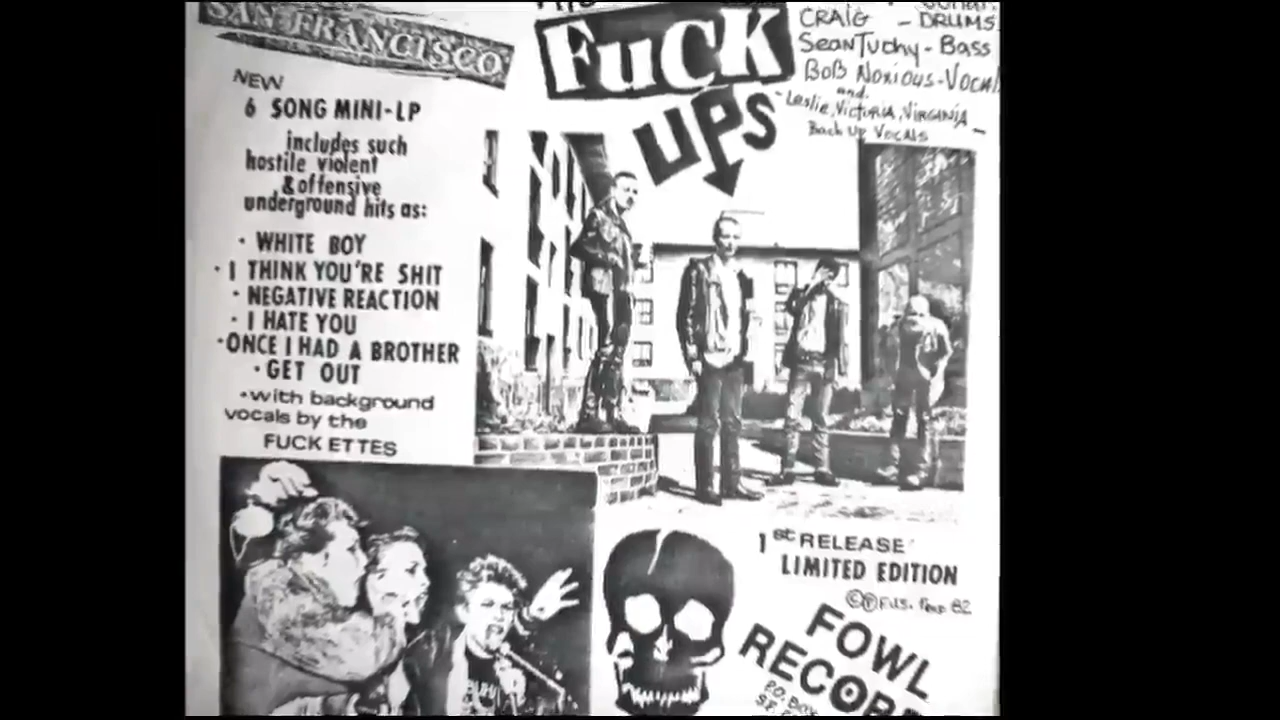 SAN FRANCISCO
NEW
6 SONG MINI-LP
includes such
hostile violent
& offensive
underground hits as:
• WHITE BOY
• I THINK YOU'RE SHIT
• NEGATIVE REACTION
• I HATE YOU
• ONCE I HAD A BROTHER
• GET OUT
• with background
vocals by the
FUCK ETTES
FUCK
UPS
CRAIG - DRUMS
Sean Tuohy - Bass
BOB NOXIOUS - VOCAL
and.
Leslie, VICTORIA, VIRGINIA -
Back UP VOCALS
1st RELEASE
LIMITED EDITION
©℗ F.U.S. 82
FOWL
RECOR
P.O. BOX